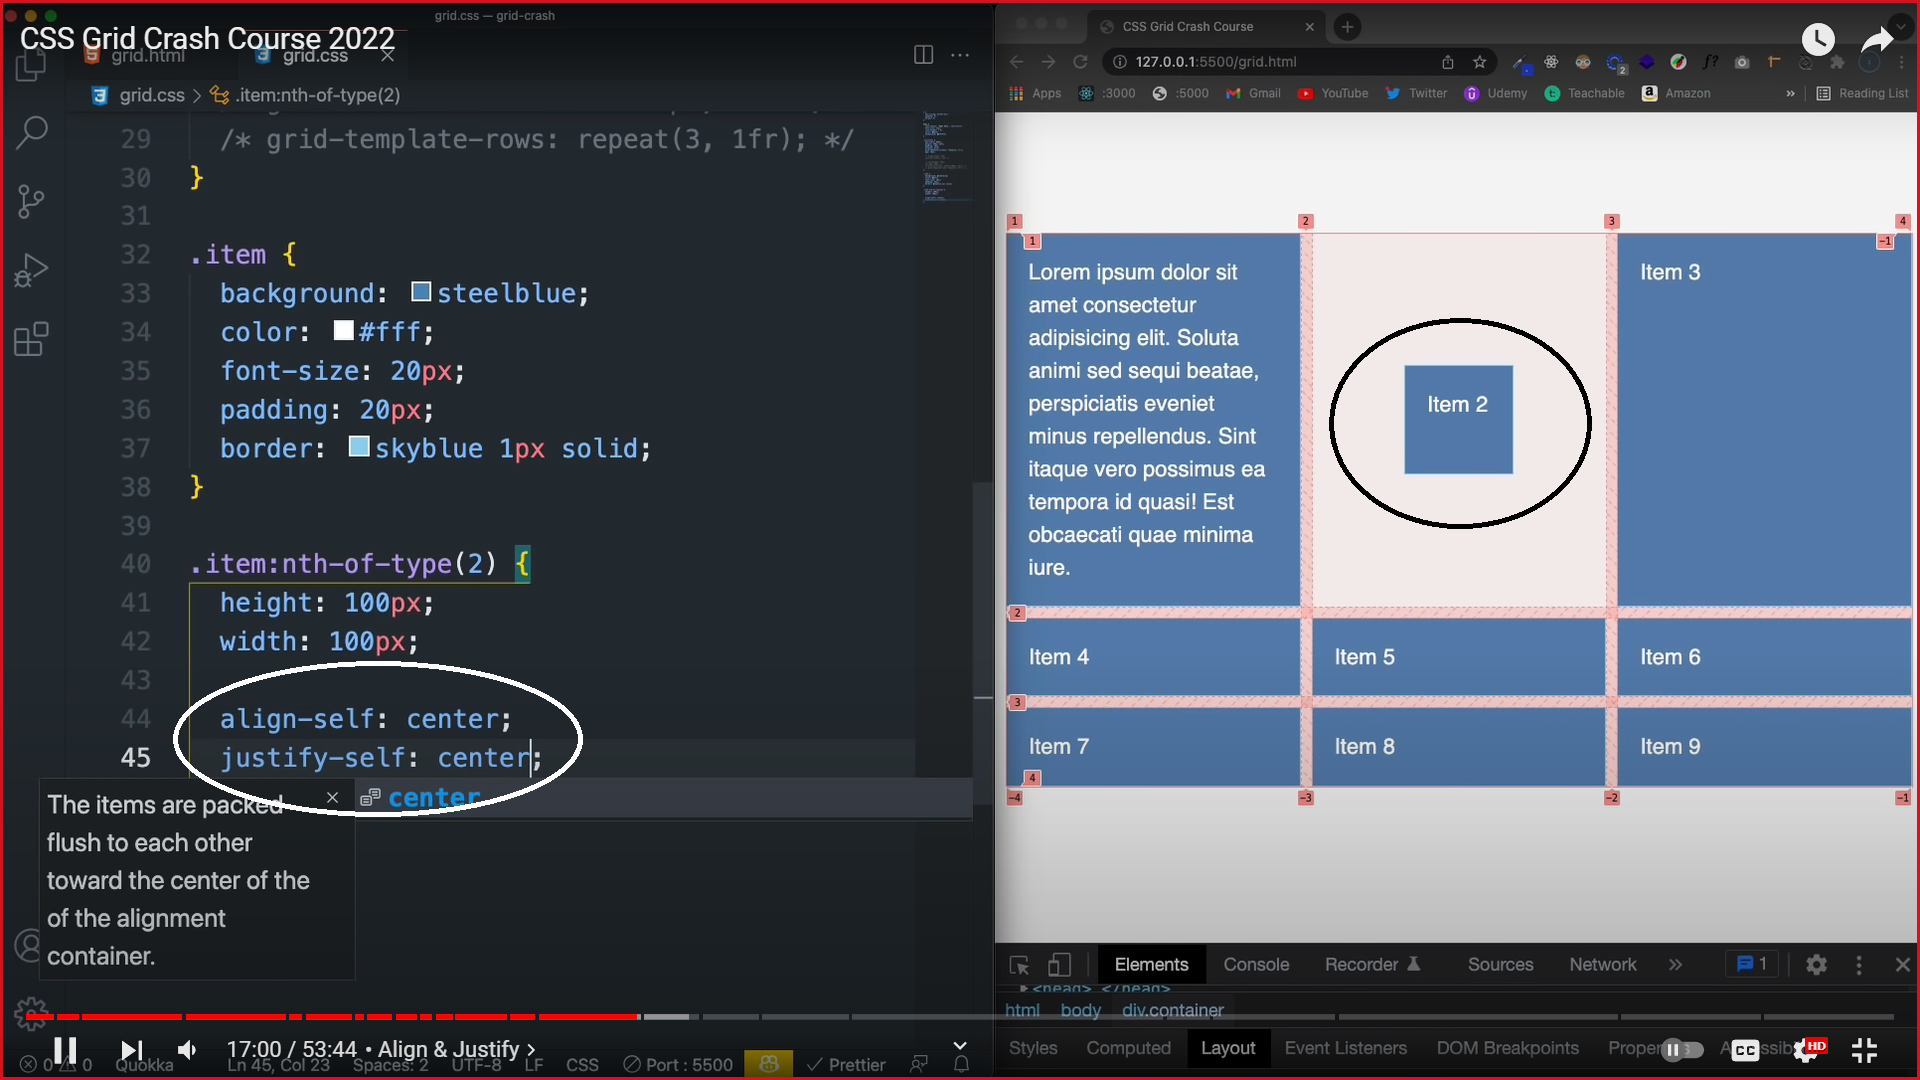 grid.css — grid-crash
CSS Grid Crash Course 2022
grid.html
grid.css
grid.css > .item:nth-of-type(2)
29 /* grid-template-rows: repeat(3, 1fr); */
30 }
31
32 .item {
33 background: steelblue;
34 color: #fff;
35 font-size: 20px;
36 padding: 20px;
37 border: skyblue 1px solid;
38 }
39
40 .item:nth-of-type(2) {
41 height: 100px;
42 width: 100px;
43
44 align-self: center;
45 justify-self: center;
center
The items are packed
flush to each other
toward the center of the
of the alignment
container.
17:00 / 53:44 • Align & Justify >
0 0 Quokka Ln 45, Col 23 Spaces: 2 UTF-8 LF CSS Port : 5500 Prettier
CSS Grid Crash Course
127.0.0.1:5500/grid.html
Apps :3000 :5000 Gmail YouTube Twitter Udemy Teachable Amazon » Reading List
1 2 3 4
1 -1
Lorem ipsum dolor sit
amet consectetur
adipisicing elit. Soluta
animi sed sequi beatae,
perspiciatis eveniet
minus repellendus. Sint
itaque vero possimus ea
tempora id quasi! Est
obcaecati quae minima
iure.
Item 2
Item 3
2
Item 4 Item 5 Item 6
3
Item 7 Item 8 Item 9
4
-4 -3 -2 -1
Elements Console Recorder Sources Network » 1
<head> </head>
html body div.container
Styles Computed Layout Event Listeners DOM Breakpoints
CC HD